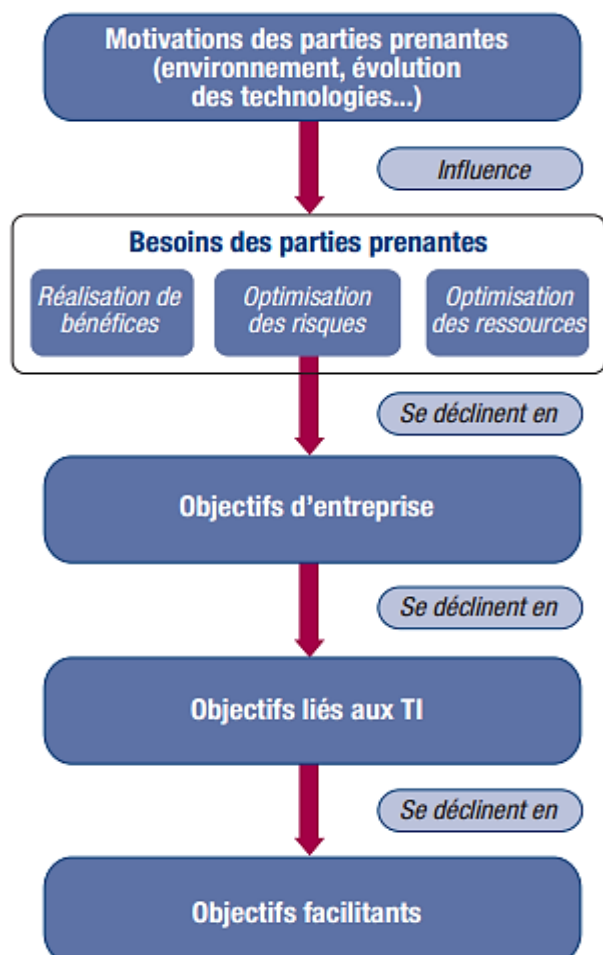 Motivations des parties prenantes
(environnement, évolution
des technologies...)
Influence
Besoins des parties prenantes
Réalisation de
bénéfices
Optimisation
des risques
Optimisation
des ressources
Se déclinent en
Objectifs d'entreprise
Se déclinent en
Objectifs liés aux TI
Se déclinent en
Objectifs facilitants